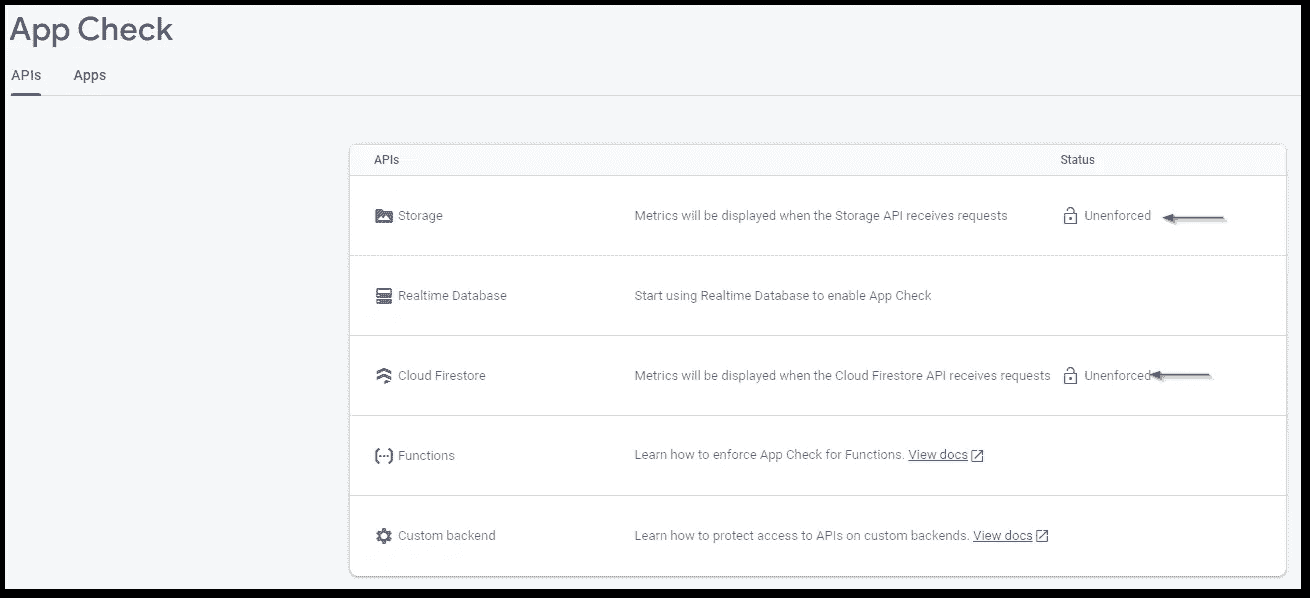 App Check
APIs Apps
APIs Status
Storage Metrics will be displayed when the Storage API receives requests Unenforced
Realtime Database Start using Realtime Database to enable App Check
Cloud Firestore Metrics will be displayed when the Cloud Firestore API receives requests Unenforced
Functions Learn how to enforce App Check for Functions. View docs
Custom backend Learn how to protect access to APIs on custom backends. View docs